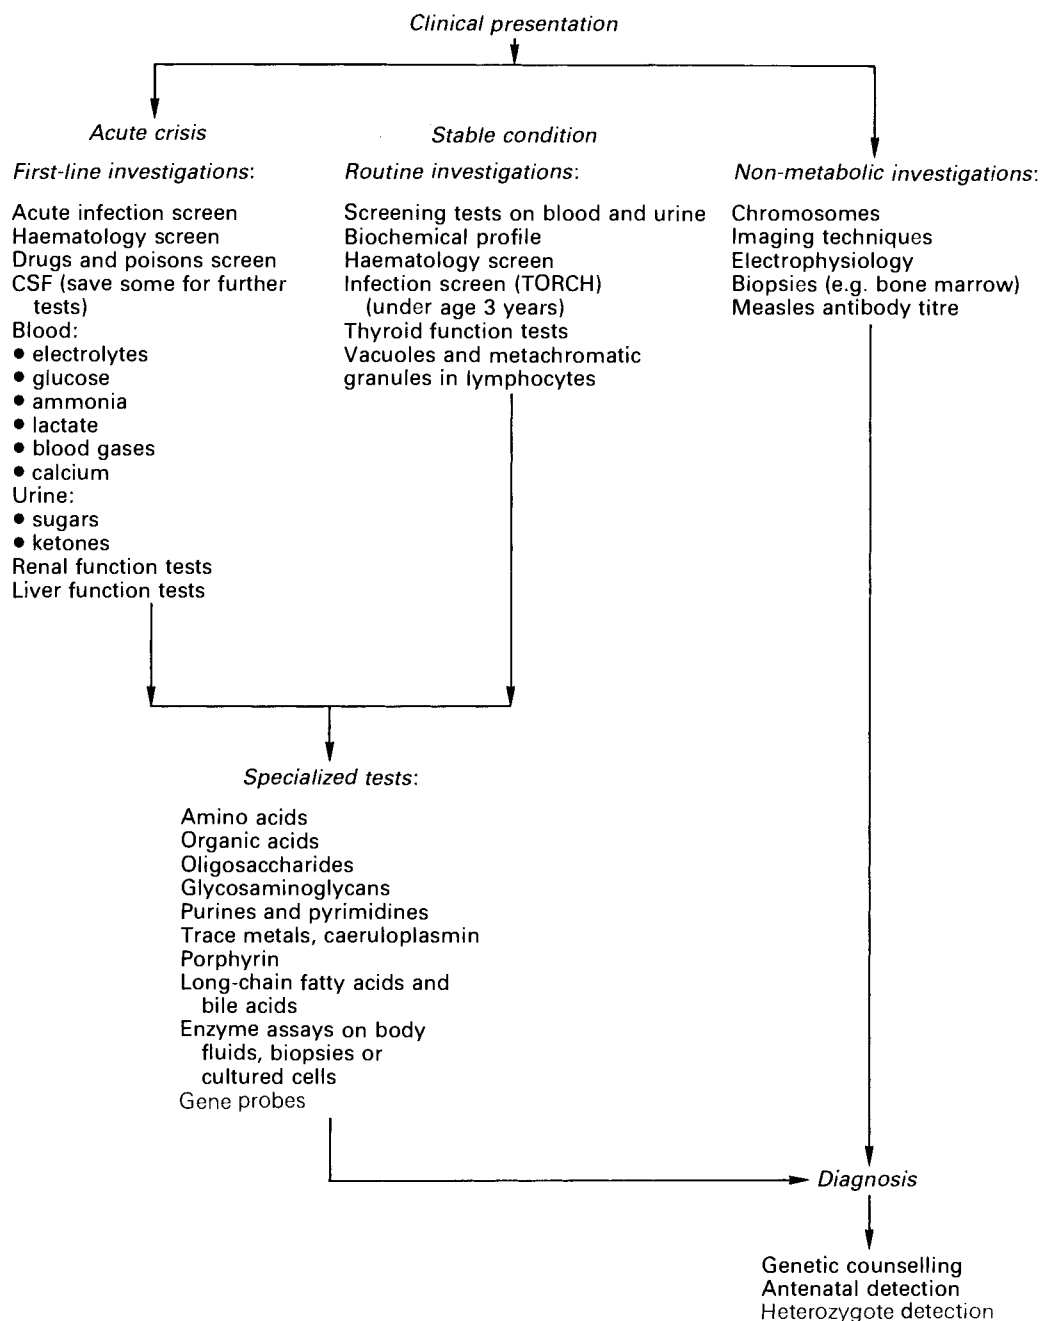 Clinical presentation
Acute crisis
First-line investigations:
Acute infection screen
Haematology screen
Drugs and poisons screen
CSF (save some for further
tests)
Blood:
● electrolytes
● glucose
● ammonia
● lactate
● blood gases
● calcium
Urine:
● sugars
● ketones
Renal function tests
Liver function tests
Stable condition
Routine investigations:
Screening tests on blood and urine
Biochemical profile
Haematology screen
Infection screen (TORCH)
(under age 3 years)
Thyroid function tests
Vacuoles and metachromatic
granules in lymphocytes
Non-metabolic investigations:
Chromosomes
Imaging techniques
Electrophysiology
Biopsies (e.g. bone marrow)
Measles antibody titre
Specialized tests:
Amino acids
Organic acids
Oligosaccharides
Glycosaminoglycans
Purines and pyrimidines
Trace metals, caeruloplasmin
Porphyrin
Long-chain fatty acids and
bile acids
Enzyme assays on body
fluids, biopsies or
cultured cells
Gene probes
Diagnosis
Genetic counselling
Antenatal detection
Heterozygote detection